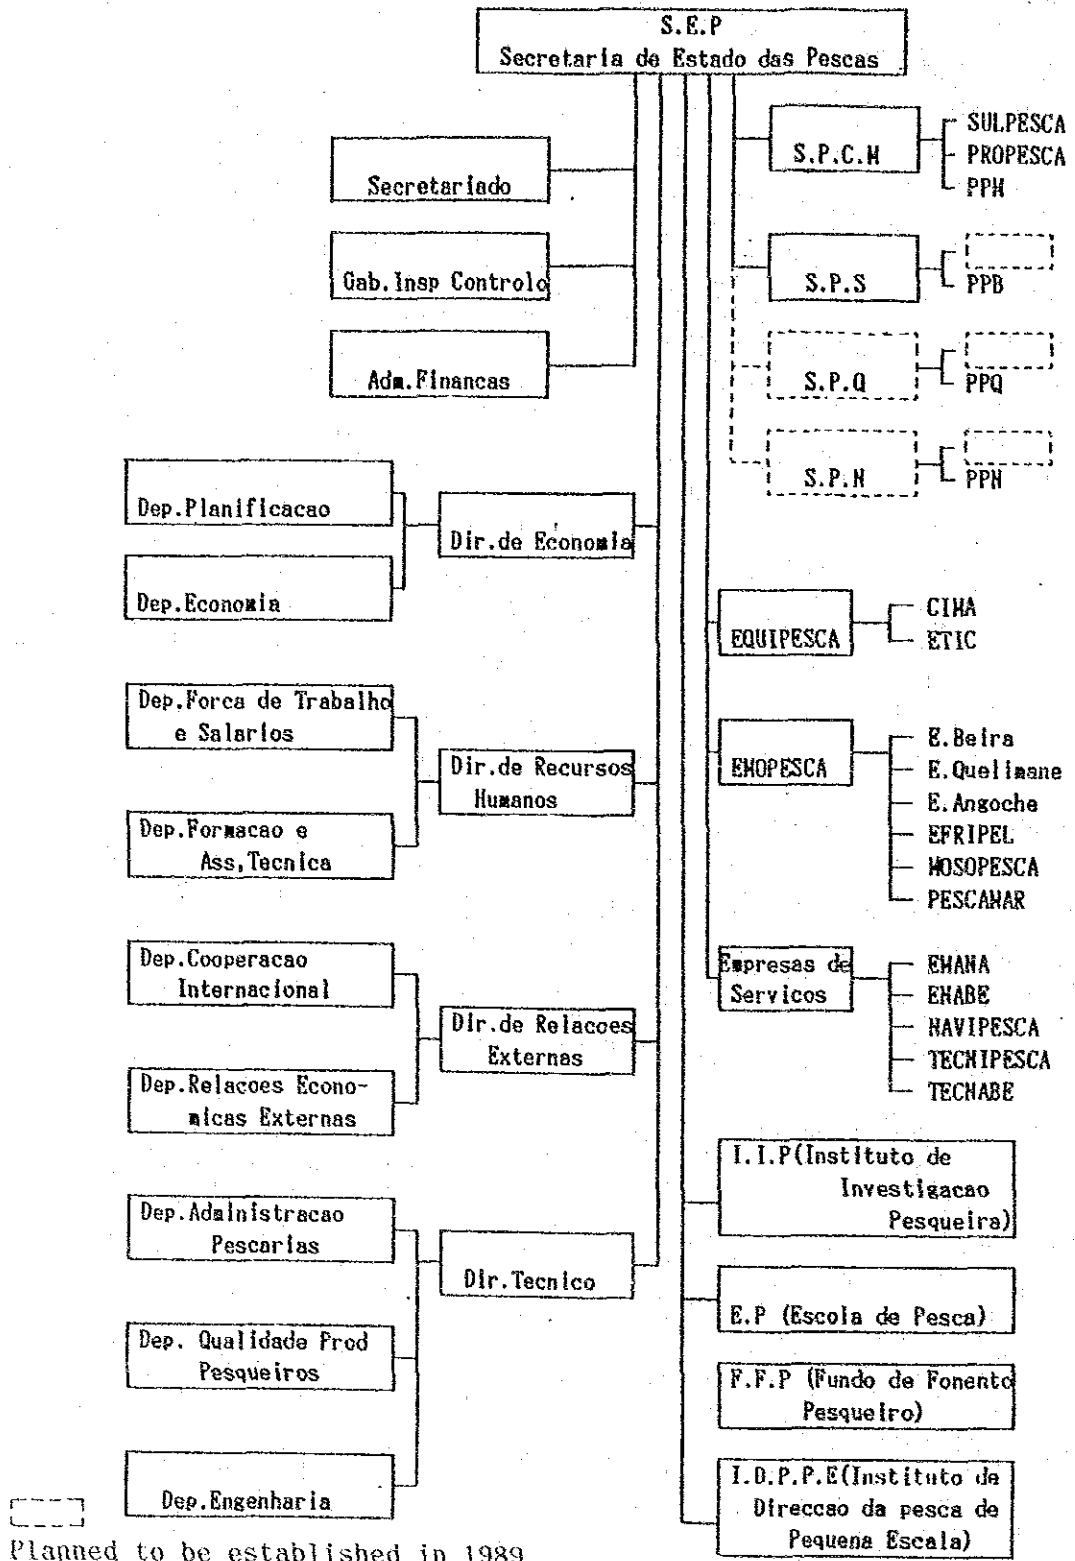 S.E.P
Secretaria de Estado das Pescas
Secretariado
Gab.Insp Controlo
Adm.Financas
S.P.C.M
SULPESCA
PROPESCA
PPM
S.P.S
PPB
S.P.Q
PPQ
S.P.N
PPN
Dep.Planificacao
Dep.Economia
Dir.de Economia
EQUIPESCA
CIMA
ETIC
Dep.Forca de Trabalho
e Salarios
Dep.Formacao e
Ass,Tecnica
Dir.de Recursos
Humanos
EMOPESCA
E.Beira
E.Quelimane
E.Angoche
EFRIPEL
MOSOPESCA
PESCAMAR
Dep.Cooperacao
Internacional
Dep.Relacoes Econo-
micas Externas
Dir.de Relacoes
Externas
Empresas de
Servicos
EMANA
ENABE
NAVIPESCA
TECNIPESCA
TECNABE
Dep.Administracao
Pescarias
Dep. Qualidade Prod
Pesqueiros
Dep.Engenharia
Dir.Tecnico
I.I.P(Instituto de
Investigacao
Pesqueira)
E.P (Escola de Pesca)
F.F.P (Fundo de Fonento
Pesqueiro)
I.D.P.P.E(Instituto de
Direccao da pesca de
Pequena Escala)
Planned to be established in 1989